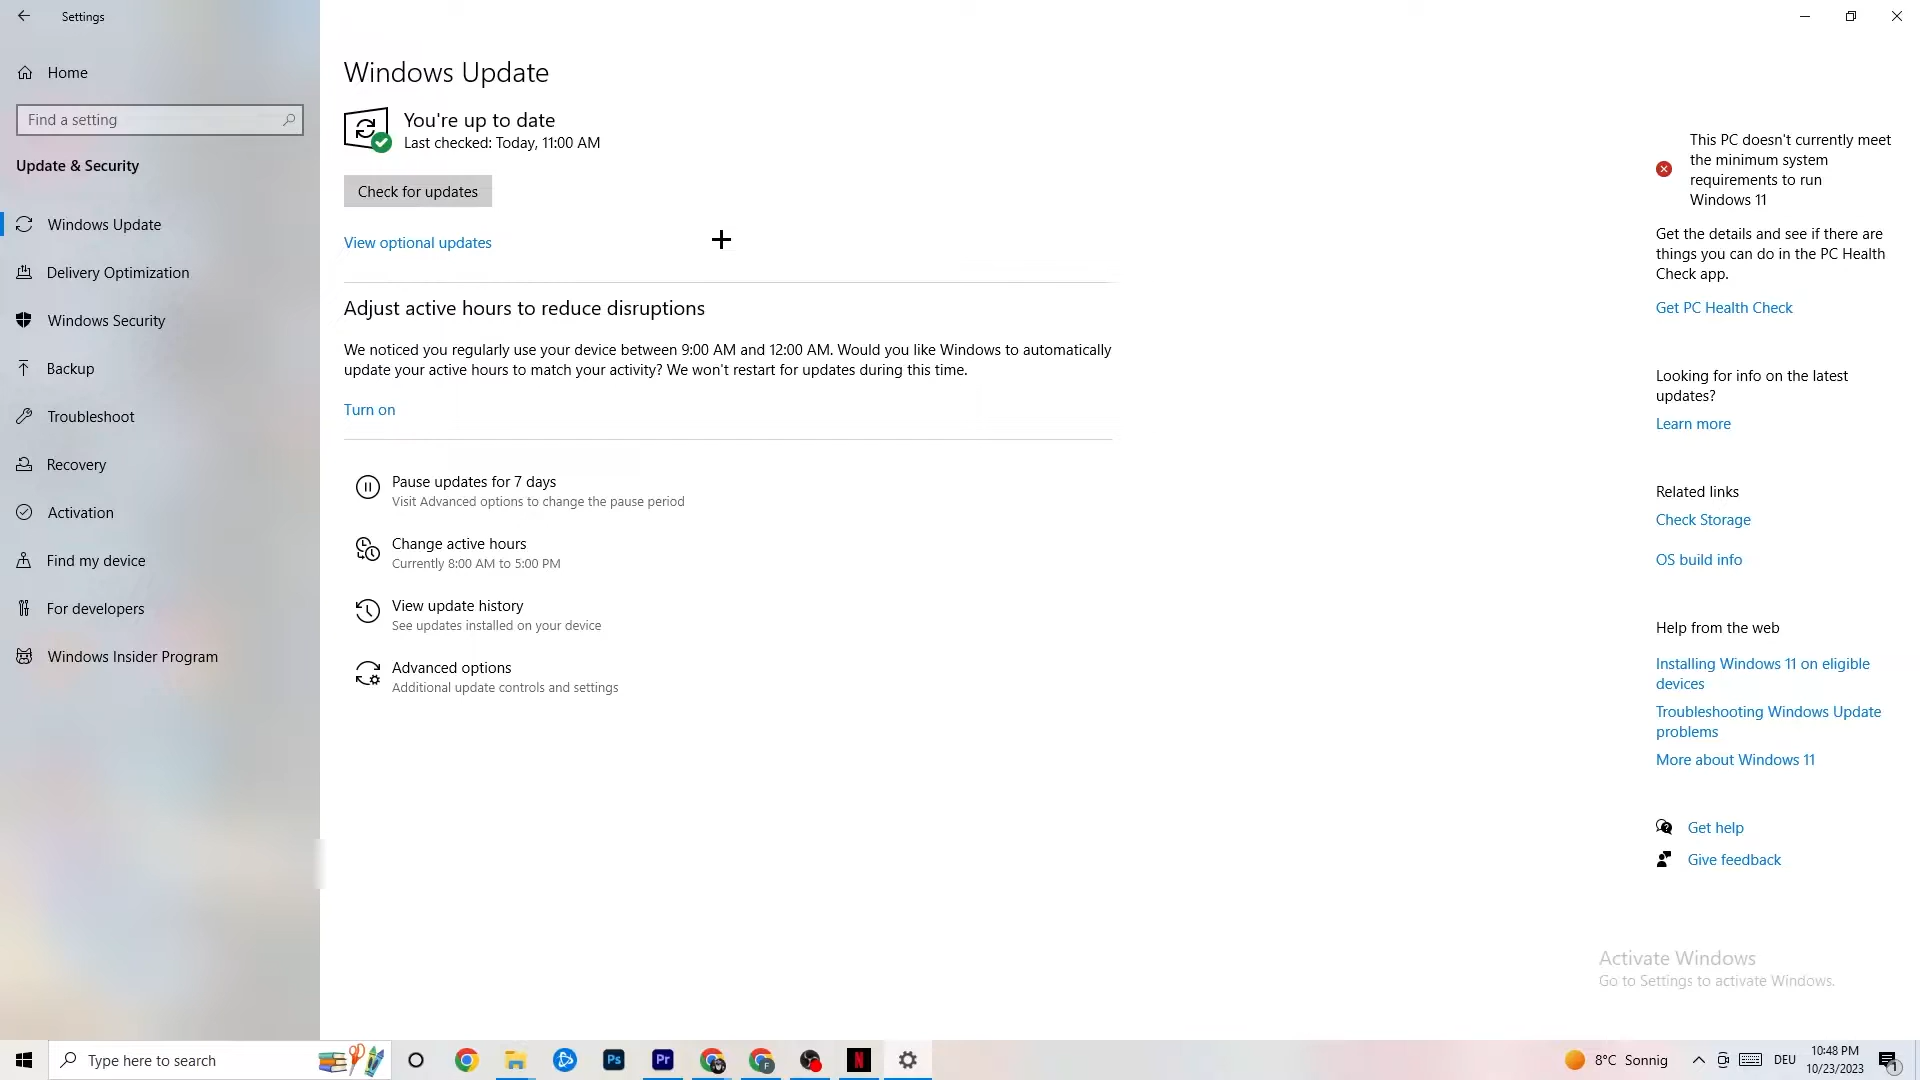 Settings
Home
Find a setting
Update & Security
Windows Update
Delivery Optimization
Windows Security
Backup
Troubleshoot
Recovery
Activation
Find my device
For developers
Windows Insider Program
Windows Update
You're up to date
Last checked: Today, 11:00 AM
Check for updates
View optional updates
Adjust active hours to reduce disruptions
We noticed you regularly use your device between 9:00 AM and 12:00 AM. Would you like Windows to automatically
update your active hours to match your activity? We won't restart for updates during this time.
Turn on
Pause updates for 7 days
Visit Advanced options to change the pause period
Change active hours
Currently 8:00 AM to 5:00 PM
View update history
See updates installed on your device
Advanced options
Additional update controls and settings
This PC doesn't currently meet
the minimum system
requirements to run
Windows 11
Get the details and see if there are
things you can do in the PC Health
Check app.
Get PC Health Check
Looking for info on the latest
updates?
Learn more
Related links
Check Storage
OS build info
Help from the web
Installing Windows 11 on eligible
devices
Troubleshooting Windows Update
problems
More about Windows 11
Get help
Give feedback
Activate Windows
Go to Settings to activate Windows.
Type here to search
Ps
Pr
F
N
8°C Sonnig
DEU
10:48 PM
10/23/2023
1